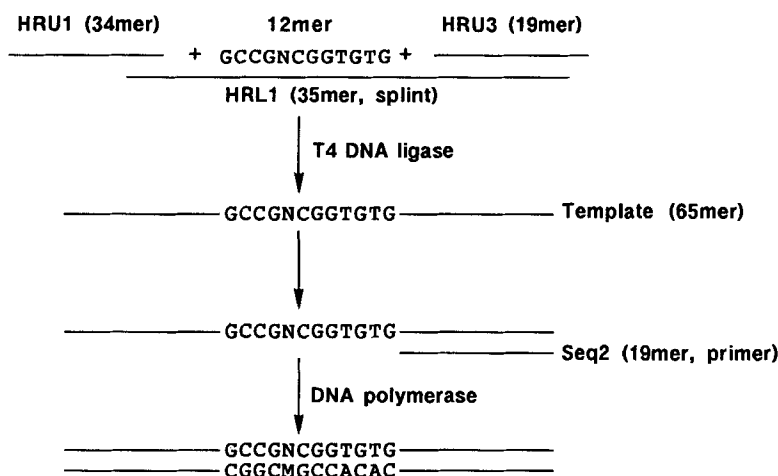 HRU1 (34mer) 12mer HRU3 (19mer)
+ GCCGNCGGTGTG +
HRL1 (35mer, splint)
T4 DNA ligase
GCCGNCGGTGTG Template (65mer)
GCCGNCGGTGTG
Seq2 (19mer, primer)
DNA polymerase
GCCGNCGGTGTG
CGGCMGCCACAC